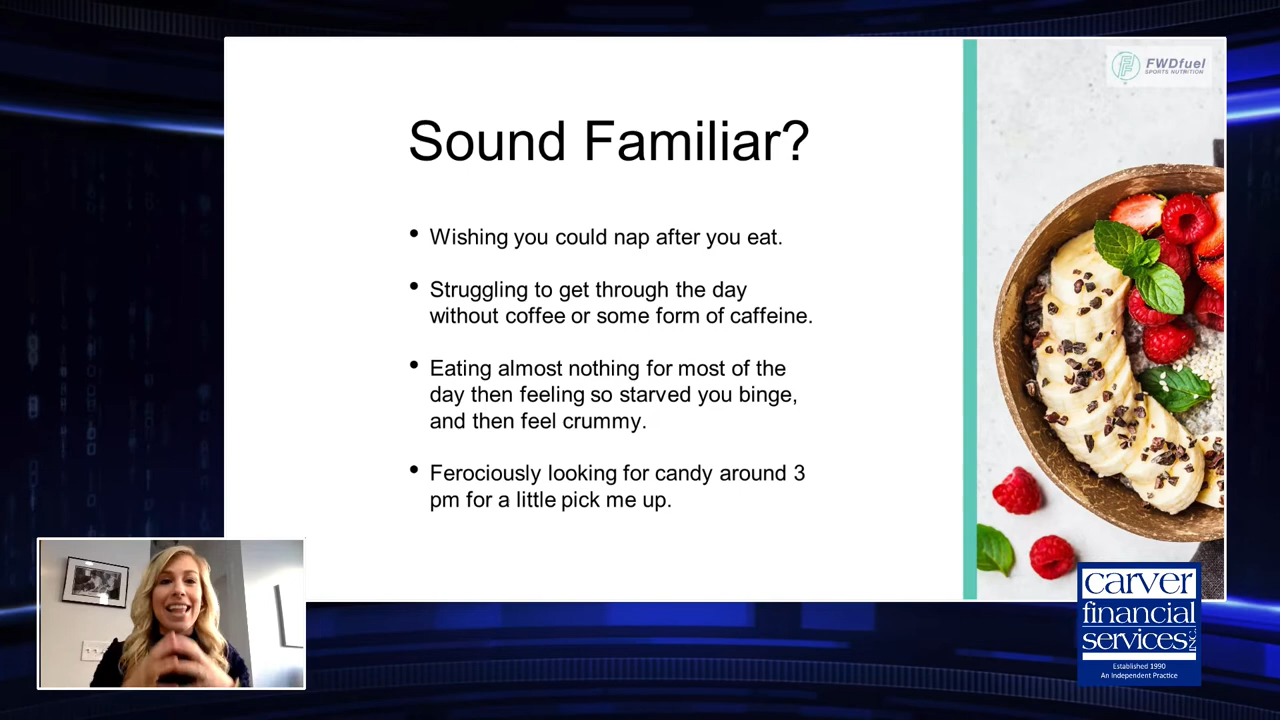 FWDfuel
SPORTS NUTRITION
Sound Familiar?
• Wishing you could nap after you eat.
• Struggling to get through the day
without coffee or some form of caffeine.
• Eating almost nothing for most of the
day then feeling so starved you binge,
and then feel crummy.
• Ferociously looking for candy around 3
pm for a little pick me up.
carver
financial
services INC.
Established 1990
An Independent Practice